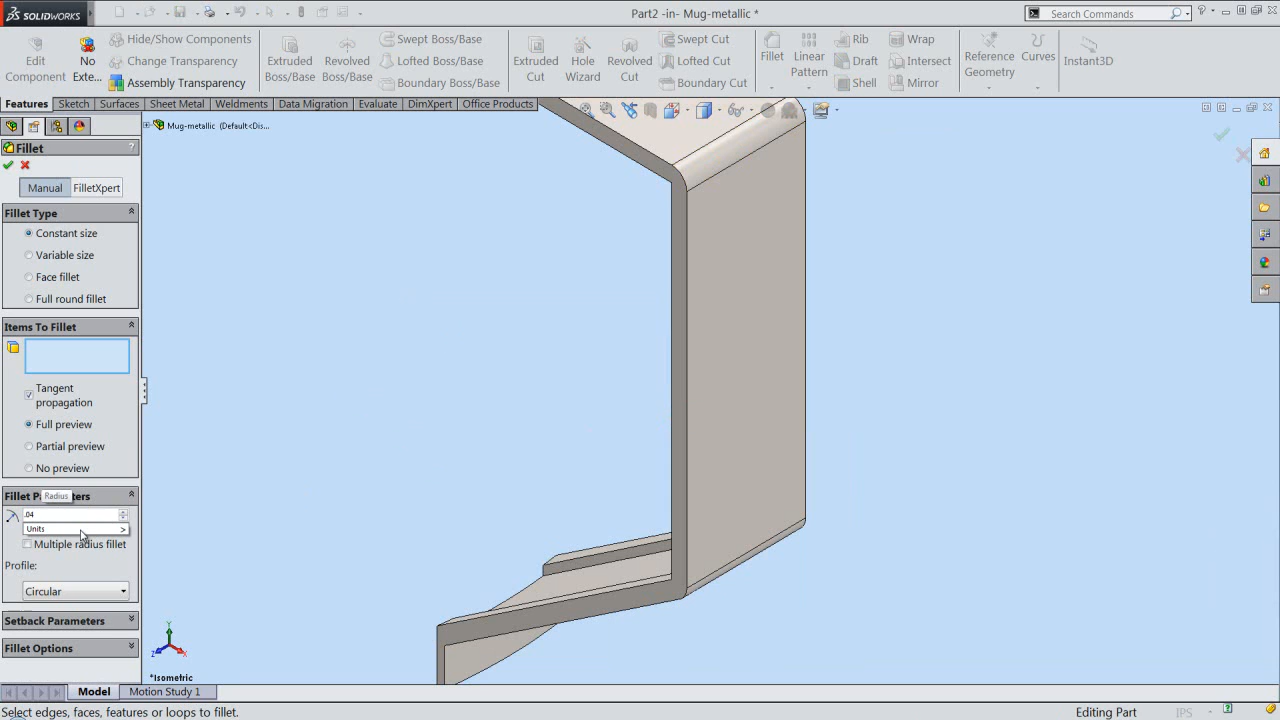 SOLIDWORKS
Part2 -in- Mug-metallic *
Search Commands
?
Edit Component
No Exte...
Hide/Show Components
Change Transparency
Assembly Transparency
Extruded Boss/Base
Revolved Boss/Base
Swept Boss/Base
Lofted Boss/Base
Boundary Boss/Base
Extruded Cut
Hole Wizard
Revolved Cut
Swept Cut
Lofted Cut
Boundary Cut
Fillet
Linear Pattern
Rib
Draft
Shell
Wrap
Intersect
Mirror
Reference Geometry
Curves
Instant3D
Features
Sketch
Surfaces
Sheet Metal
Weldments
Data Migration
Evaluate
DimXpert
Office Products
Mug-metallic (Default<Dis...
Fillet
?
Manual
FilletXpert
Fillet Type
Constant size
Variable size
Face fillet
Full round fillet
Items To Fillet
Tangent
propagation
Full preview
Partial preview
No preview
Radius
.04
Units >
Multiple radius fillet
Profile:
Circular
Setback Parameters
Fillet Options
Y
Z
X
*Isometric
Model
Motion Study 1
Select edges, faces, features or loops to fillet.
Editing Part
IPS